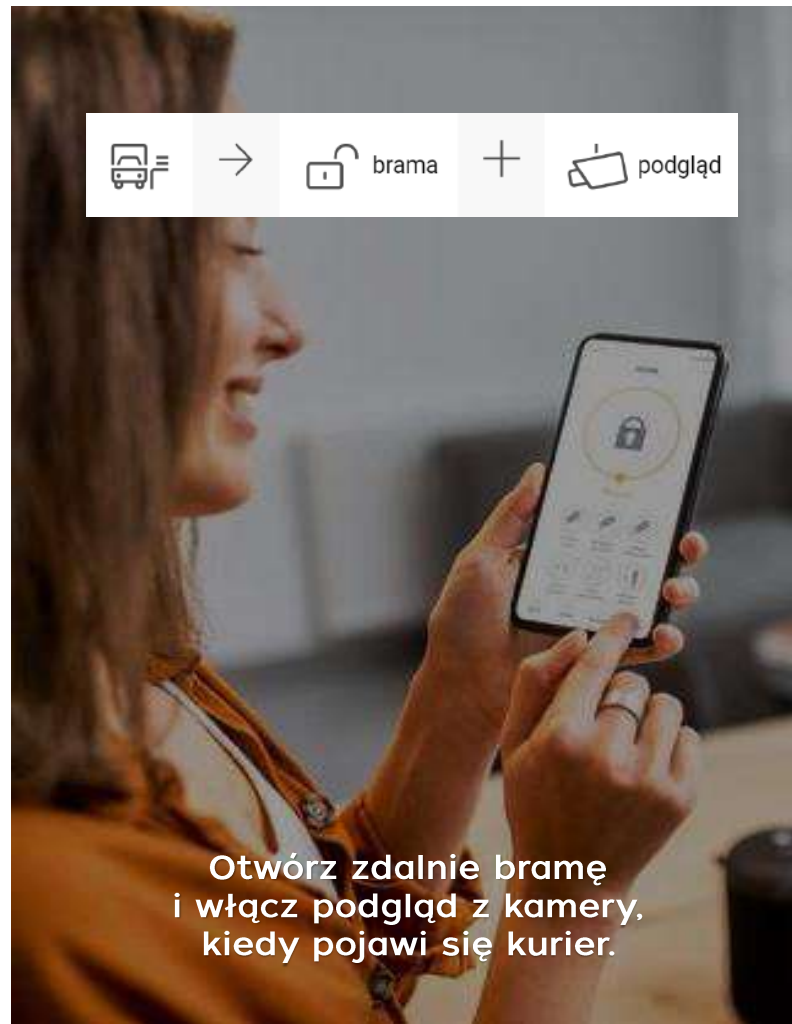 brama
podgląd
Otwórz zdalnie bramę
i włącz podgląd z kamery,
kiedy pojawi się kurier.